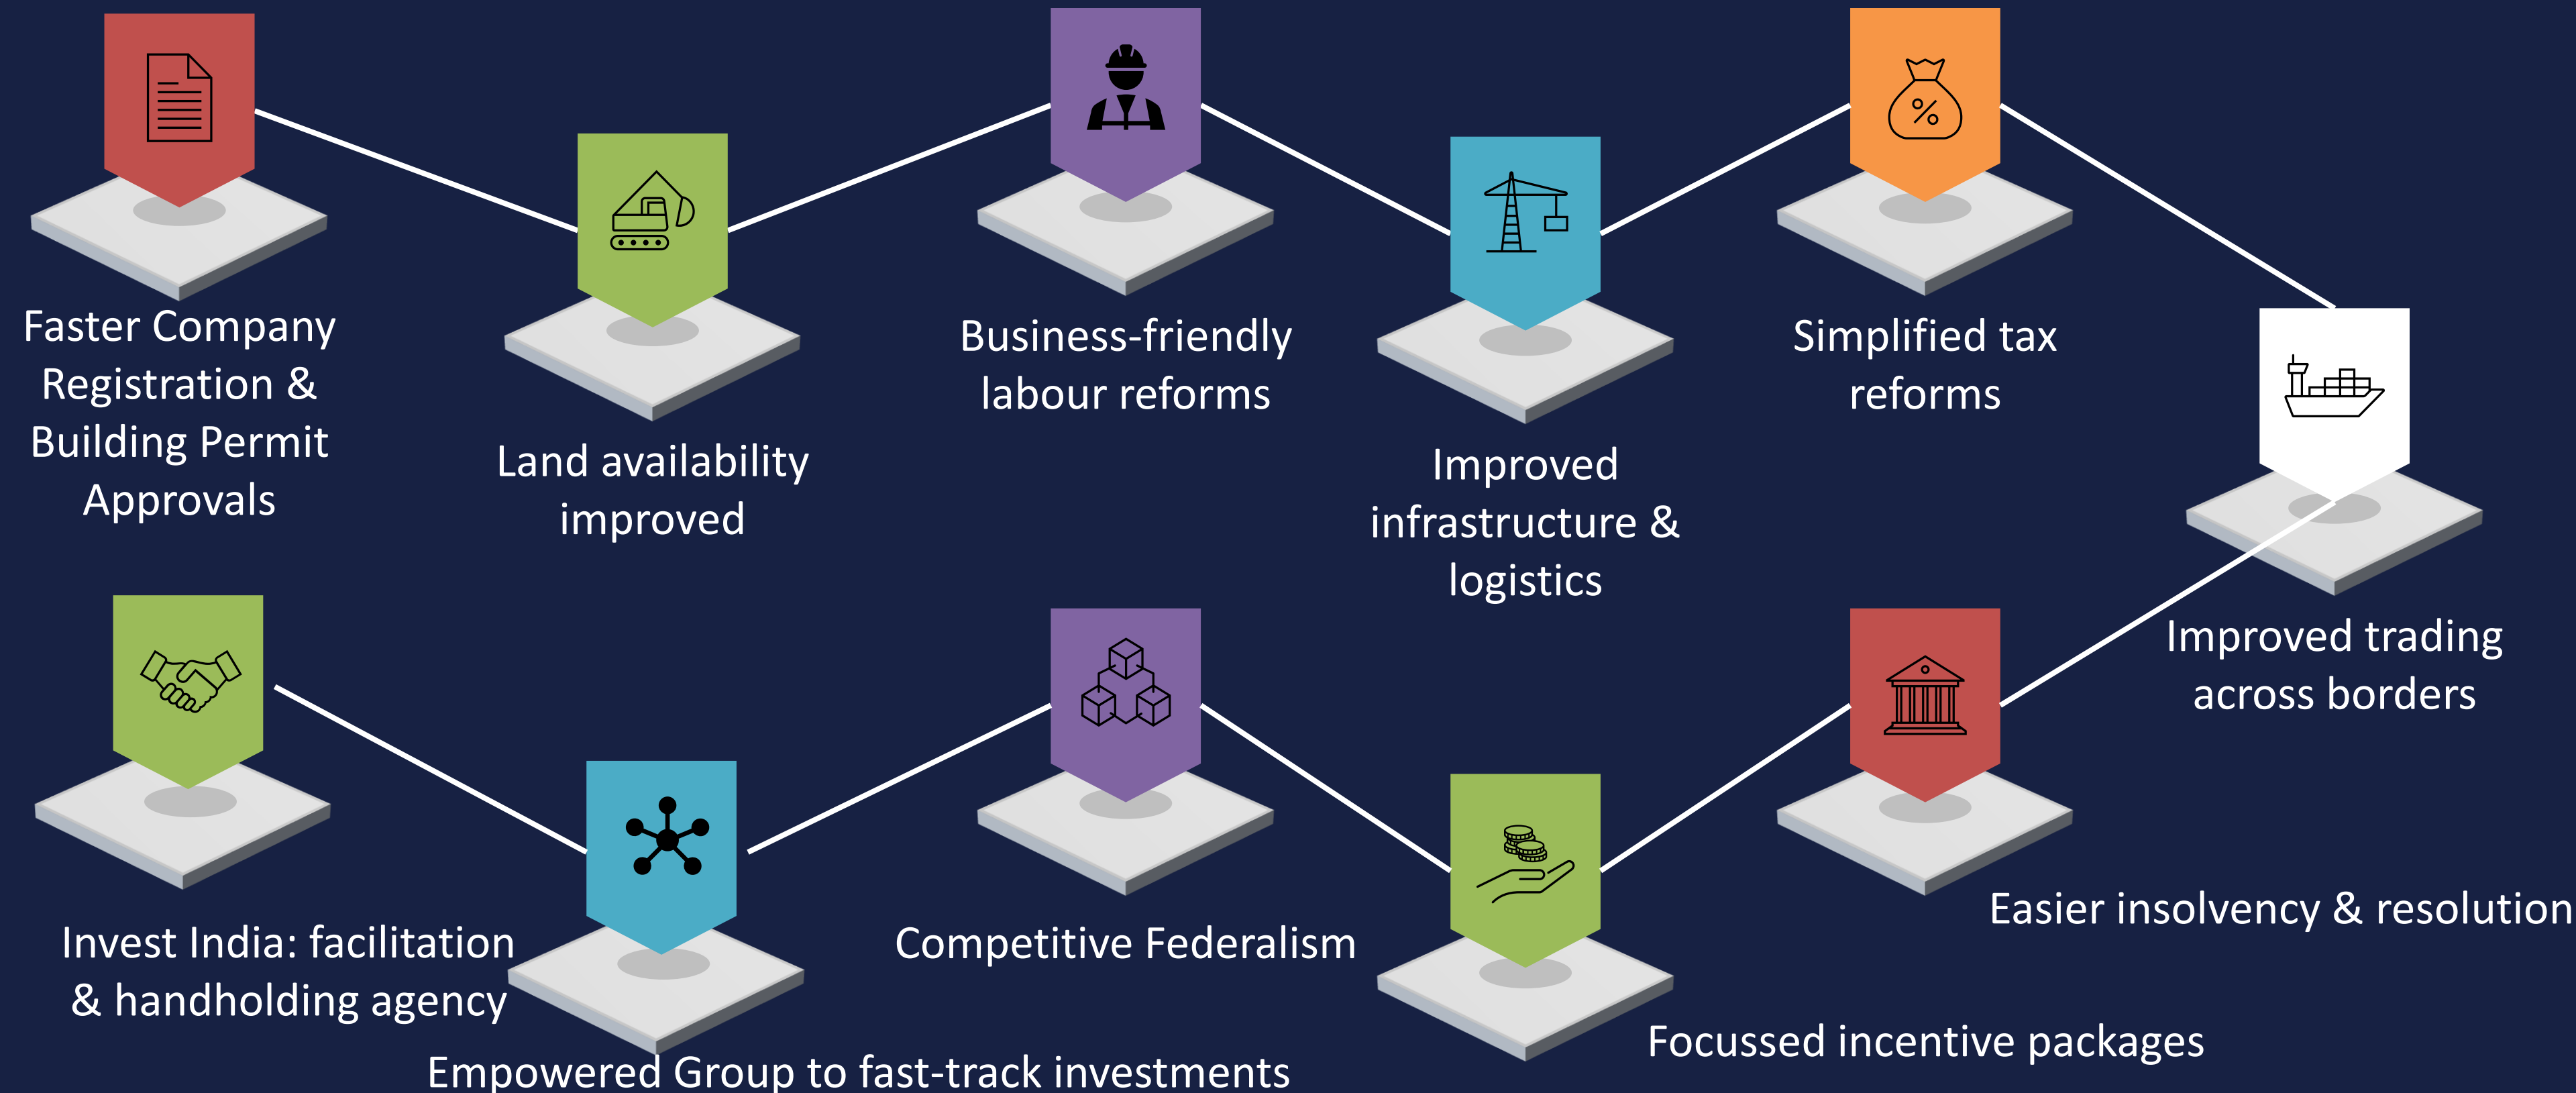 Faster Company
Registration &
Building Permit
Approvals
Land availability
improved
Business-friendly
labour reforms
Improved
infrastructure &
logistics
Simplified tax
reforms
Improved trading
across borders
Easier insolvency & resolution
Focussed incentive packages
Competitive Federalism
Empowered Group to fast-track investments
Invest India: facilitation
& handholding agency